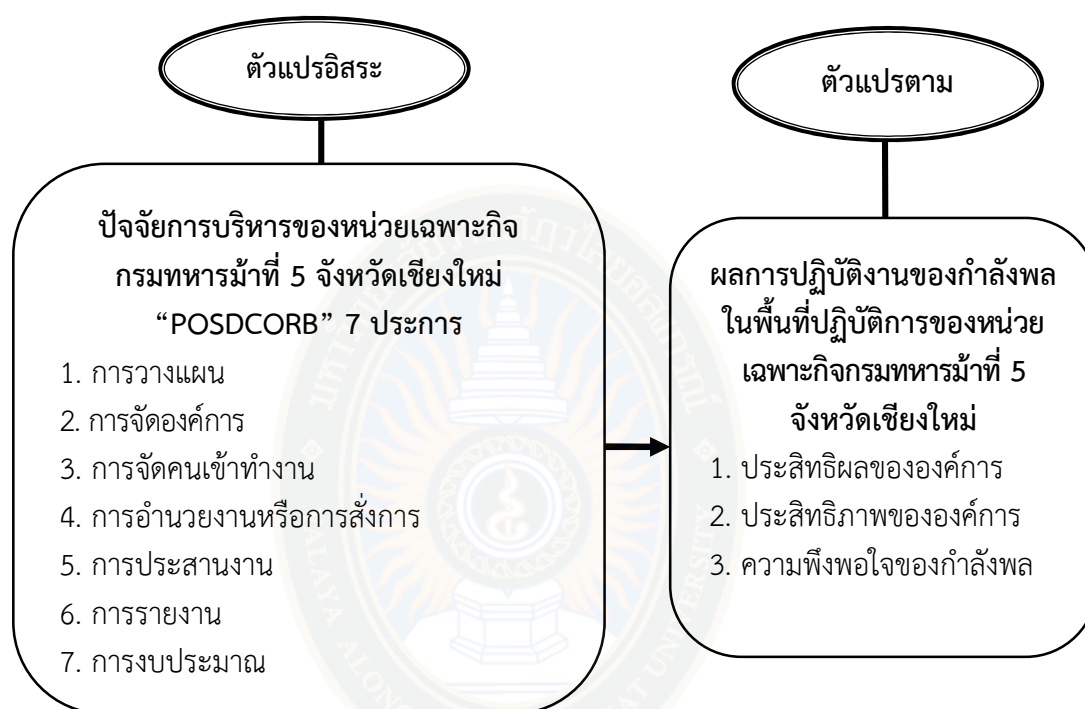 ตัวแปรอิสระ
ตัวแปรตาม
ปัจจัยการบริหารของหน่วยเฉพาะกิจ
กรมทหารม้าที่ 5 จังหวัดเชียงใหม่
“POSDCORB” 7 ประการ
1. การวางแผน
2. การจัดองค์การ
3. การจัดคนเข้าทำงาน
4. การอำนวยงานหรือการสั่งการ
5. การประสานงาน
6. การรายงาน
7. การงบประมาณ
ผลการปฏิบัติงานของกำลังพล
ในพื้นที่ปฏิบัติการของหน่วย
เฉพาะกิจกรมทหารม้าที่ 5
จังหวัดเชียงใหม่
1. ประสิทธิผลขององค์การ
2. ประสิทธิภาพขององค์การ
3. ความพึงพอใจของกำลังพล